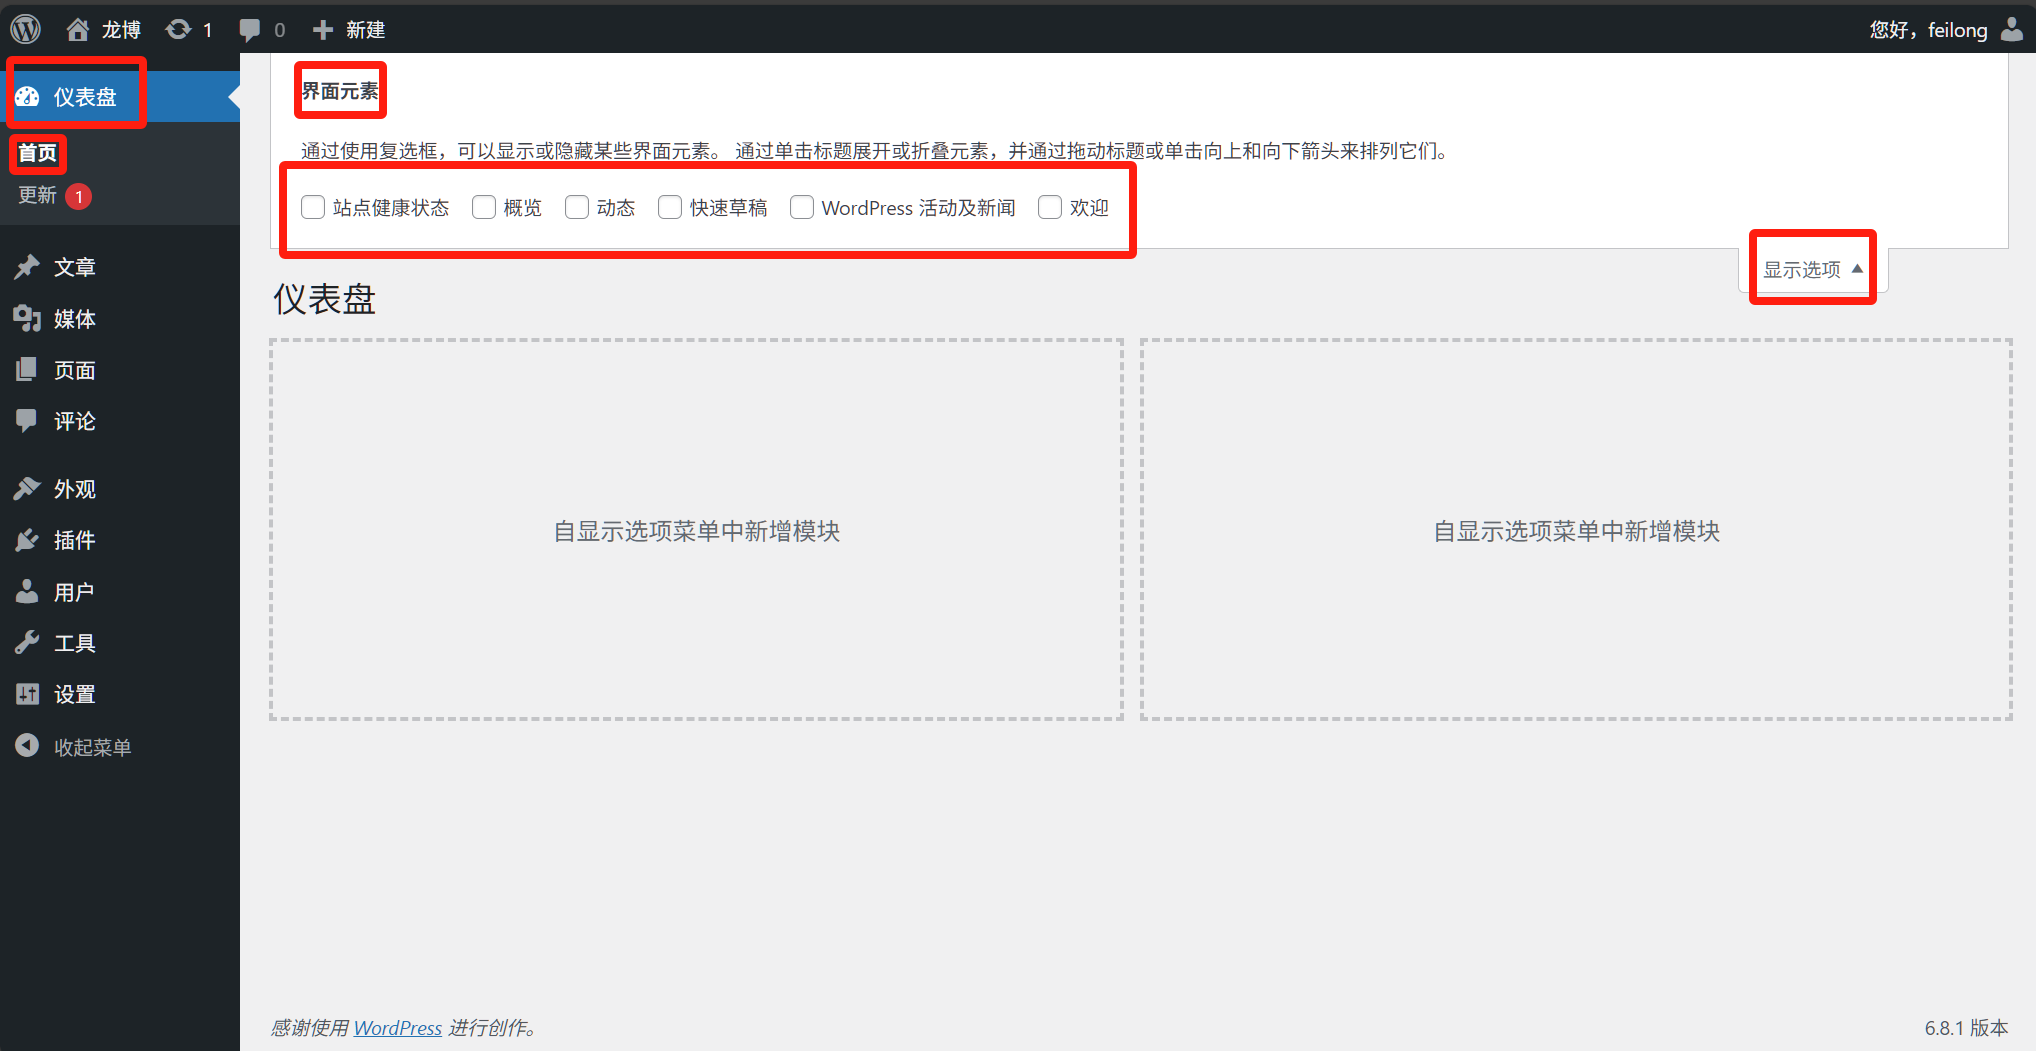 龙博 1 0 新建 您好，feilong
仪表盘
首页
更新 1
文章
媒体
页面
评论
外观
插件
用户
工具
设置
收起菜单
界面元素
通过使用复选框，可以显示或隐藏某些界面元素。 通过单击标题展开或折叠元素，并通过拖动标题或单击向上和向下箭头来排列它们。
站点健康状态 概览 动态 快速草稿 WordPress 活动及新闻 欢迎
显示选项
仪表盘
自显示选项菜单中新增模块
自显示选项菜单中新增模块
感谢使用 WordPress 进行创作。
6.8.1 版本